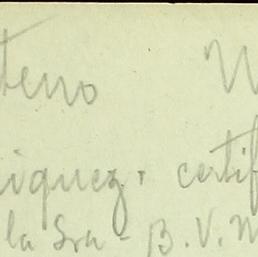 teno
iquez. certif
la Sra - B. V. M